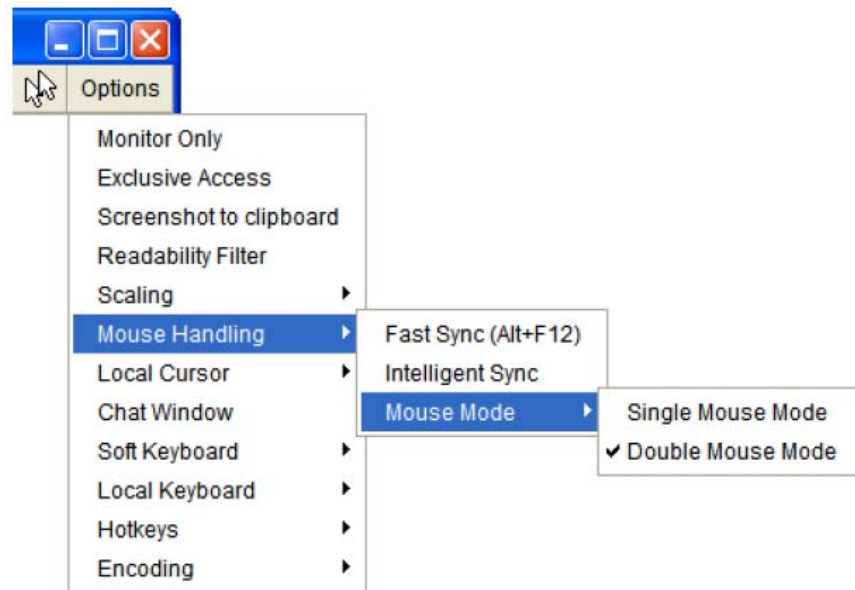 Options
Monitor Only
Exclusive Access
Screenshot to clipboard
Readability Filter
Scaling
Mouse Handling
Fast Sync (Alt+F12)
Local Cursor
Intelligent Sync
Chat Window
Mouse Mode
Single Mouse Mode
Soft Keyboard
Double Mouse Mode
Local Keyboard
Hotkeys
Encoding